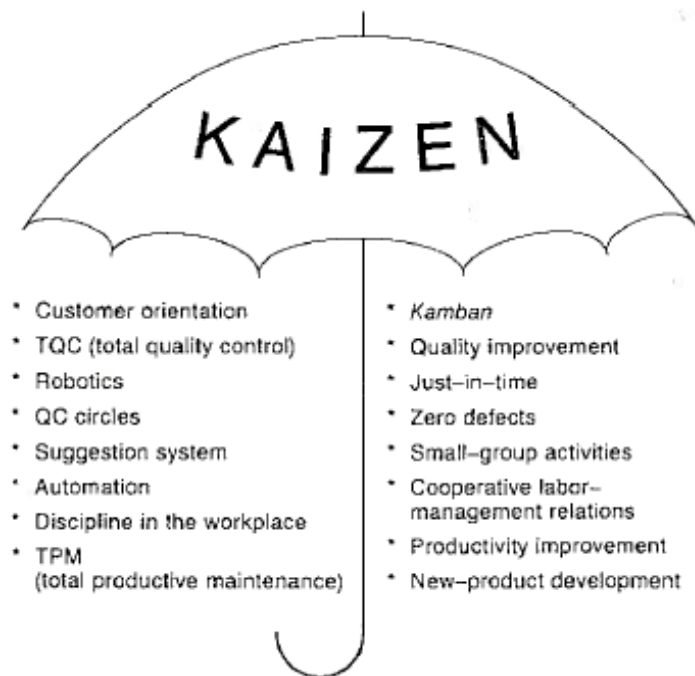 KAIZEN
* Customer orientation
* TQC (total quality control)
* Robotics
* QC circles
* Suggestion system
* Automation
* Discipline in the workplace
* TPM
(total productive maintenance)
* Kamban
* Quality improvement
* Just–in–time
* Zero defects
* Small–group activities
* Cooperative labor–
management relations
* Productivity improvement
* New–product development